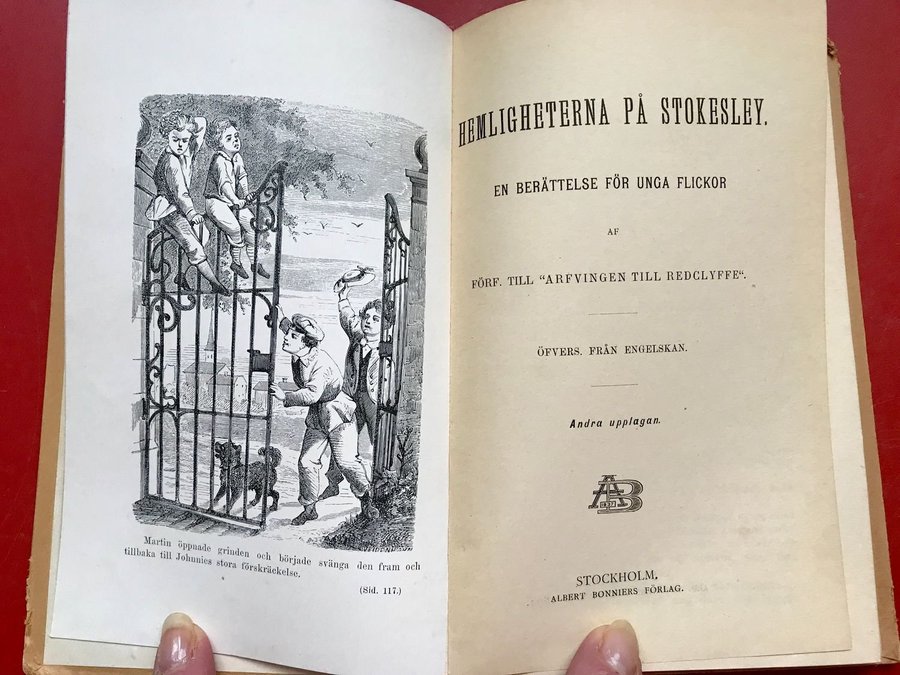 Martin öppnade grinden och började svänga den fram och
tillbaka till Johnnies stora förskräckelse.
(Sid. 117.)
HEMLIGHETERNA PÅ STOKESLEY.
EN BERÄTTELSE FÖR UNGA FLICKOR
AF
FÖRF. TILL "ARFVINGEN TILL REDCLYFFE".
ÖFVERS. FRÅN ENGELSKAN.
Andra upplagan.
AB
STOCKHOLM,
ALBERT BONNIERS FÖRLAG.